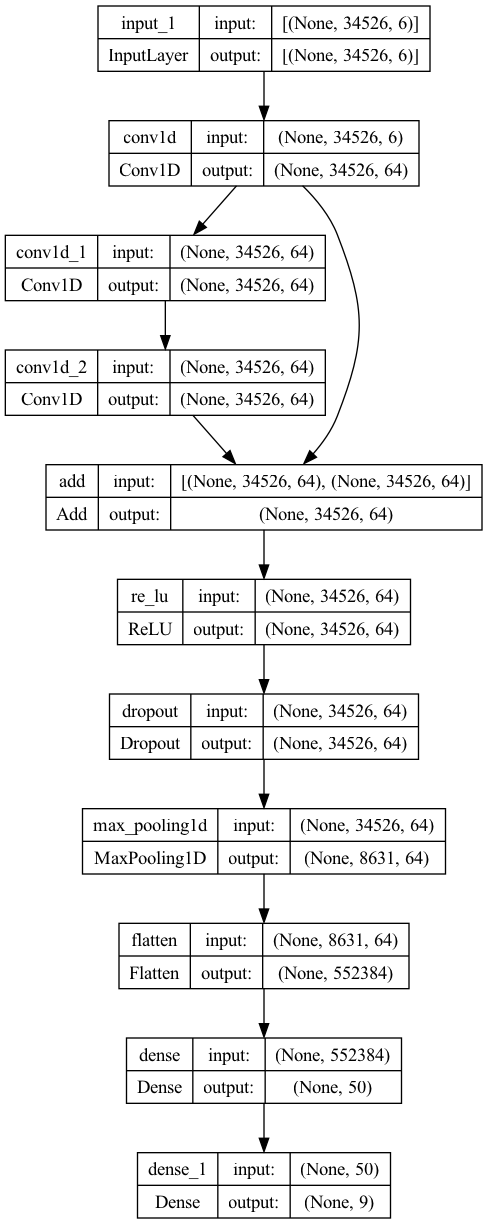 input_1 input: [(None, 34526, 6)]
InputLayer output: [(None, 34526, 6)]
conv1d input: (None, 34526, 6)
Conv1D output: (None, 34526, 64)
conv1d_1 input: (None, 34526, 64)
Conv1D output: (None, 34526, 64)
conv1d_2 input: (None, 34526, 64)
Conv1D output: (None, 34526, 64)
add input: [(None, 34526, 64), (None, 34526, 64)]
Add output: (None, 34526, 64)
re_lu input: (None, 34526, 64)
ReLU output: (None, 34526, 64)
dropout input: (None, 34526, 64)
Dropout output: (None, 34526, 64)
max_pooling1d input: (None, 34526, 64)
MaxPooling1D output: (None, 8631, 64)
flatten input: (None, 8631, 64)
Flatten output: (None, 552384)
dense input: (None, 552384)
Dense output: (None, 50)
dense_1 input: (None, 50)
Dense output: (None, 9)